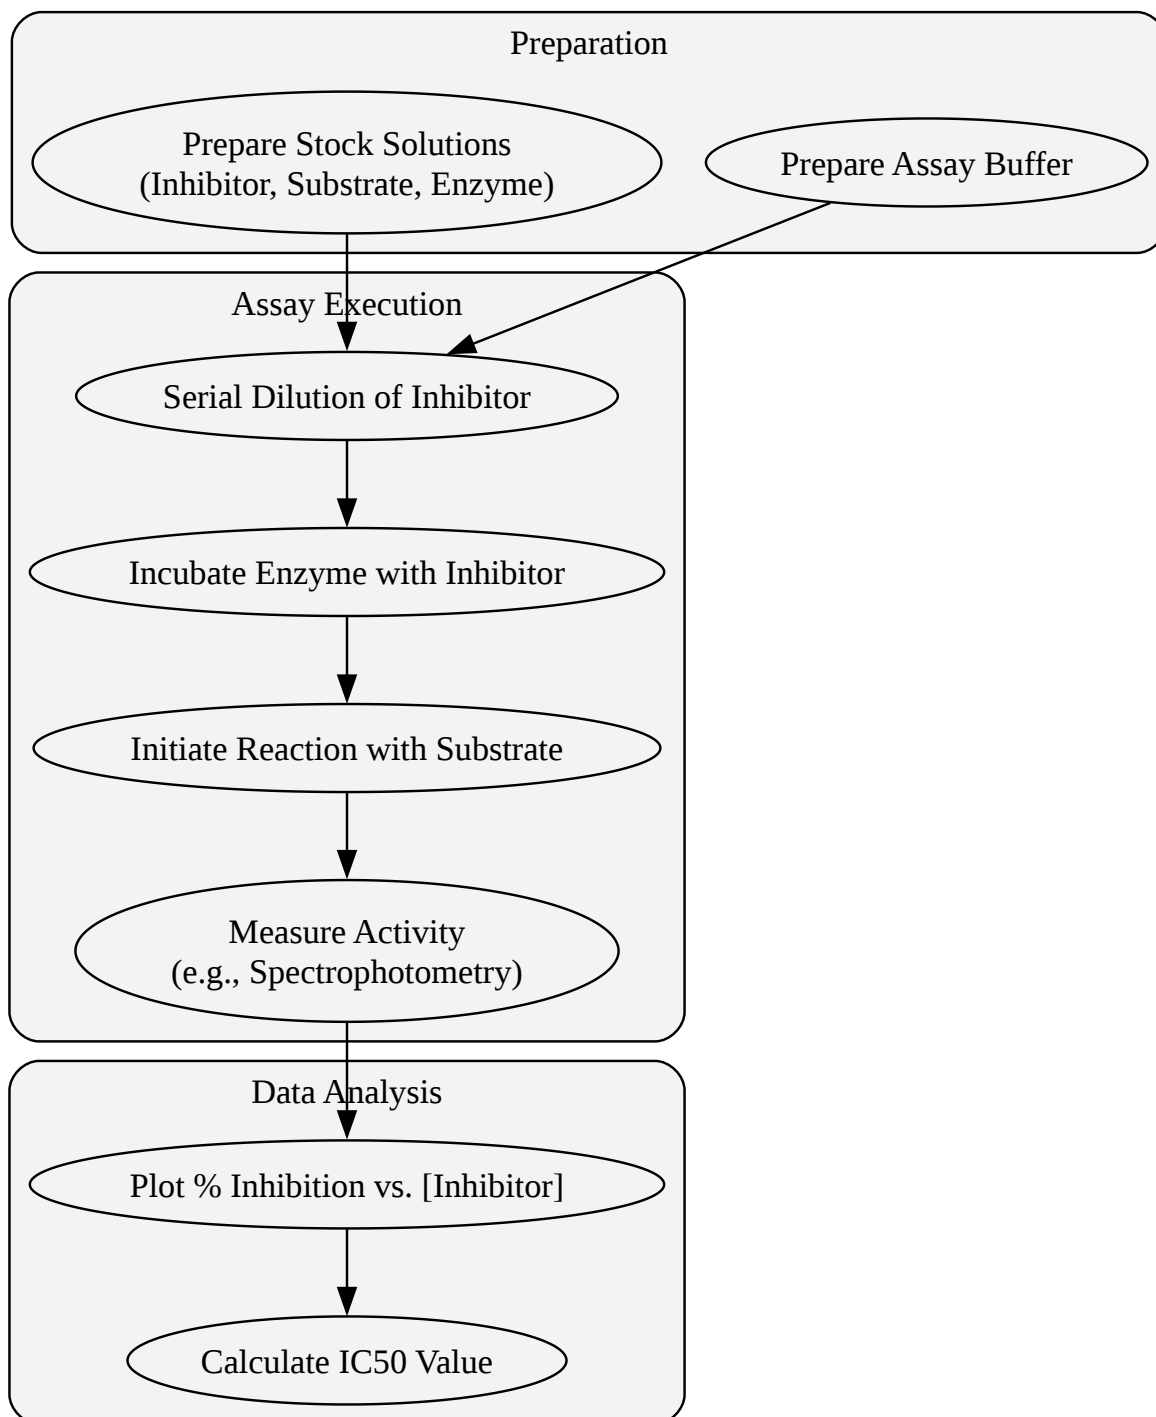 Preparation
Prepare Stock Solutions
(Inhibitor, Substrate, Enzyme)
Prepare Assay Buffer
Assay Execution
Serial Dilution of Inhibitor
Incubate Enzyme with Inhibitor
Initiate Reaction with Substrate
Measure Activity
(e.g., Spectrophotometry)
Data Analysis
Plot % Inhibition vs. [Inhibitor]
Calculate IC50 Value